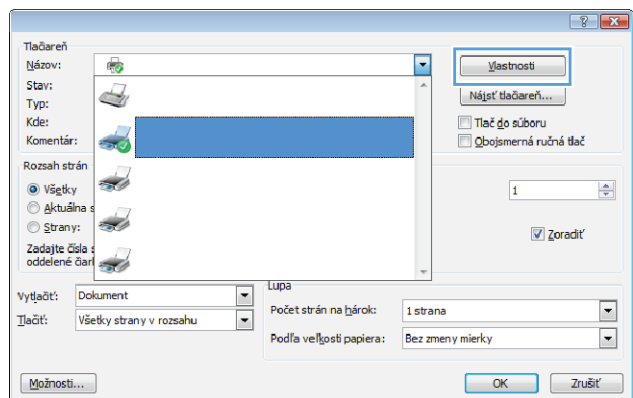 Tlačiareň
Názov:
Vlastnosti
Stav:
Nájsť tlačiareň...
Typ:
Kde:
Tlač do súboru
Komentár:
Obojsmerná ručná tlač
Rozsah strán
Všetky
1
Aktuálna s
Strany:
Zoradiť
Zadajte čísla s
oddelené čiar
Lupa
Vytlačiť: Dokument
Počet strán na hárok: 1 strana
Tlačiť: Všetky strany v rozsahu
Podľa veľkosti papiera: Bez zmeny mierky
Možnosti...
OK
Zrušiť